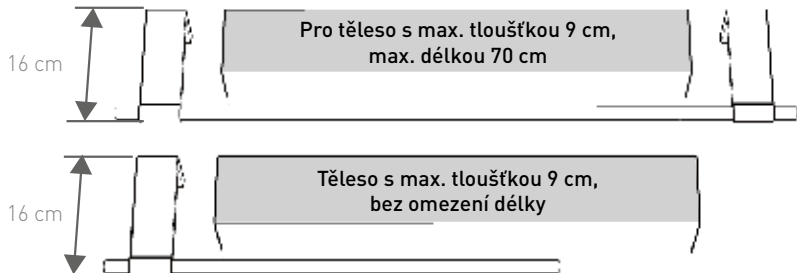 16 cm
Pro těleso s max. tloušťkou 9 cm,
max. délkou 70 cm
16 cm
Těleso s max. tloušťkou 9 cm,
bez omezení délky